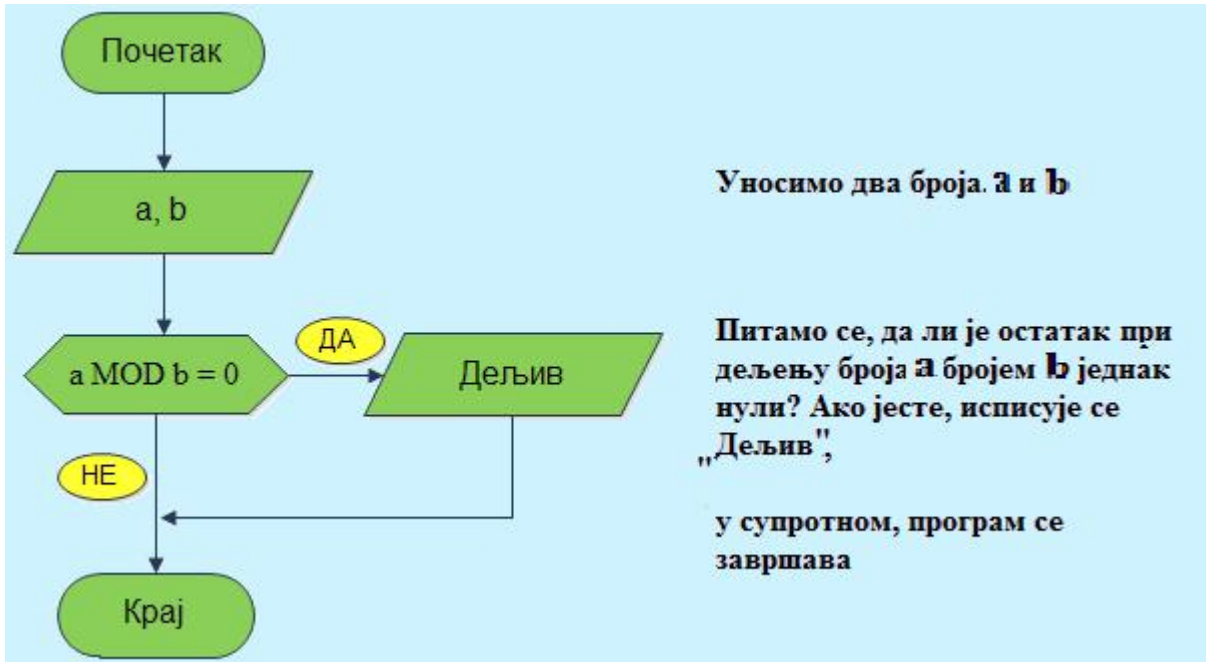 Почетак
a, b
Уносимо два броја. a и b
a MOD b = 0
ДА
Дељив
НЕ
Питамо се, да ли је остатак при
дељењу броја a бројем b једнак
нули? Ако јесте, исписује се
"Дељив",
у супротном, програм се
завршава
Крај